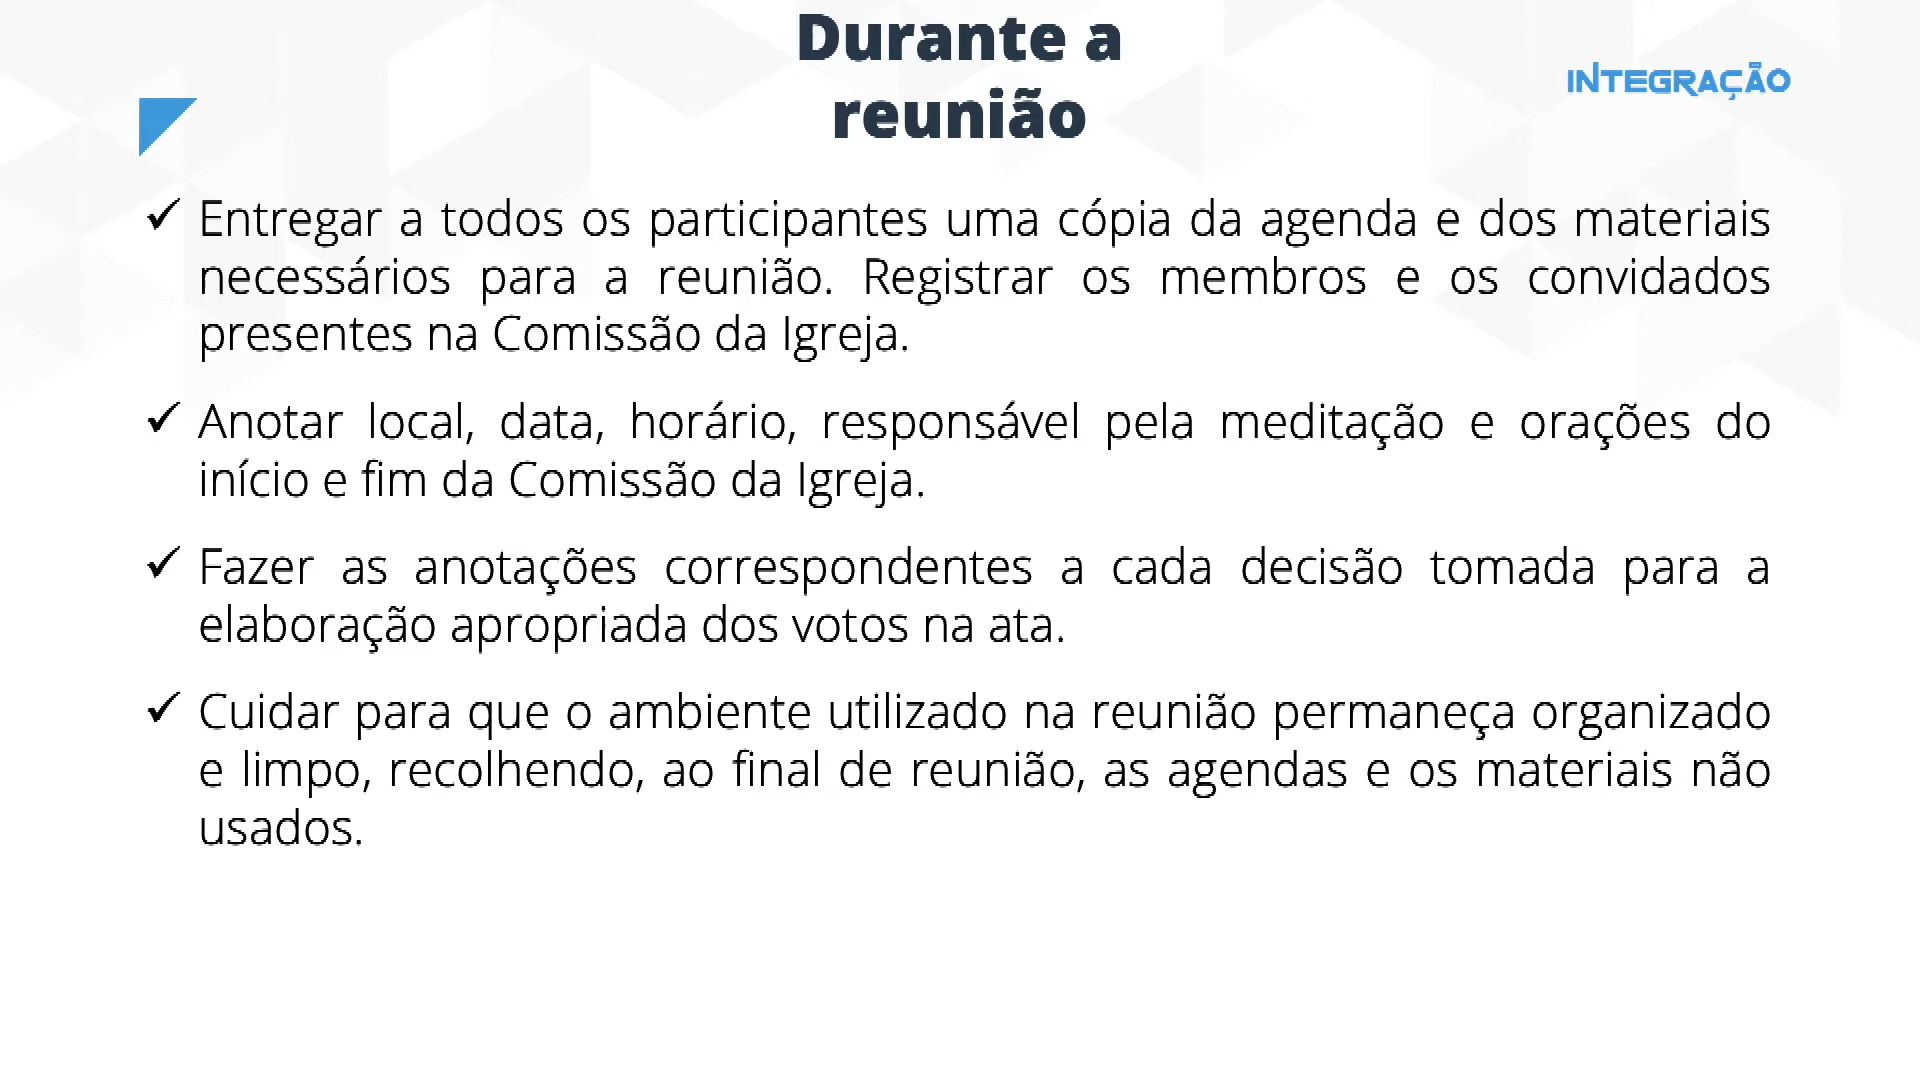 Durante a
reunião
INTEGRAÇÃO
✓ Entregar a todos os participantes uma cópia da agenda e dos materiais
necessários para a reunião. Registrar os membros e os convidados
presentes na Comissão da Igreja.
✓ Anotar local, data, horário, responsável pela meditação e orações do
início e fim da Comissão da Igreja.
✓ Fazer as anotações correspondentes a cada decisão tomada para a
elaboração apropriada dos votos na ata.
✓ Cuidar para que o ambiente utilizado na reunião permaneça organizado
e limpo, recolhendo, ao final de reunião, as agendas e os materiais não
usados.